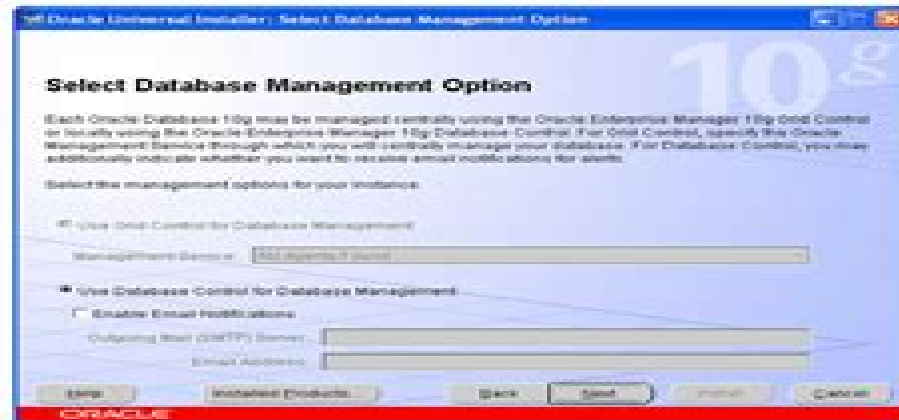 Oracle Universal Installer: Select Database Management Option
10g
Select Database Management Option
Each Oracle Database 10g may be managed centrally using the Oracle Enterprise Manager 10g Grid Control
or locally using the Oracle Enterprise Manager 10g Database Control. For Grid Control, specify the Oracle
Management Service through which you will centrally manage your database. For Database Control, you may
additionally indicate whether you want to receive email notifications for alerts.
Select the management options for your instance.
Use Grid Control for Database Management
Management Service No Agents Found
Use Database Control for Database Management
Enable Email Notifications
Outgoing Mail (SMTP) Server
Email Address
Help
Installed Products...
Back
Next
Install
Cancel
ORACLE